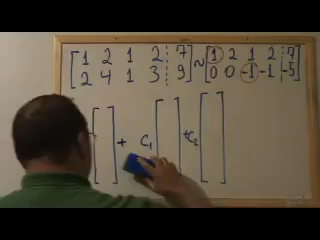 [ 1 2 1 2 ¦ 7 ] ~ [ 1 2 1 2 ¦ 7 ]
[ 2 4 1 3 ¦ 9 ] [ 0 0 -1 -1 ¦ -5 ]
[ ] + C₁ [ ] + C₂ [ ]